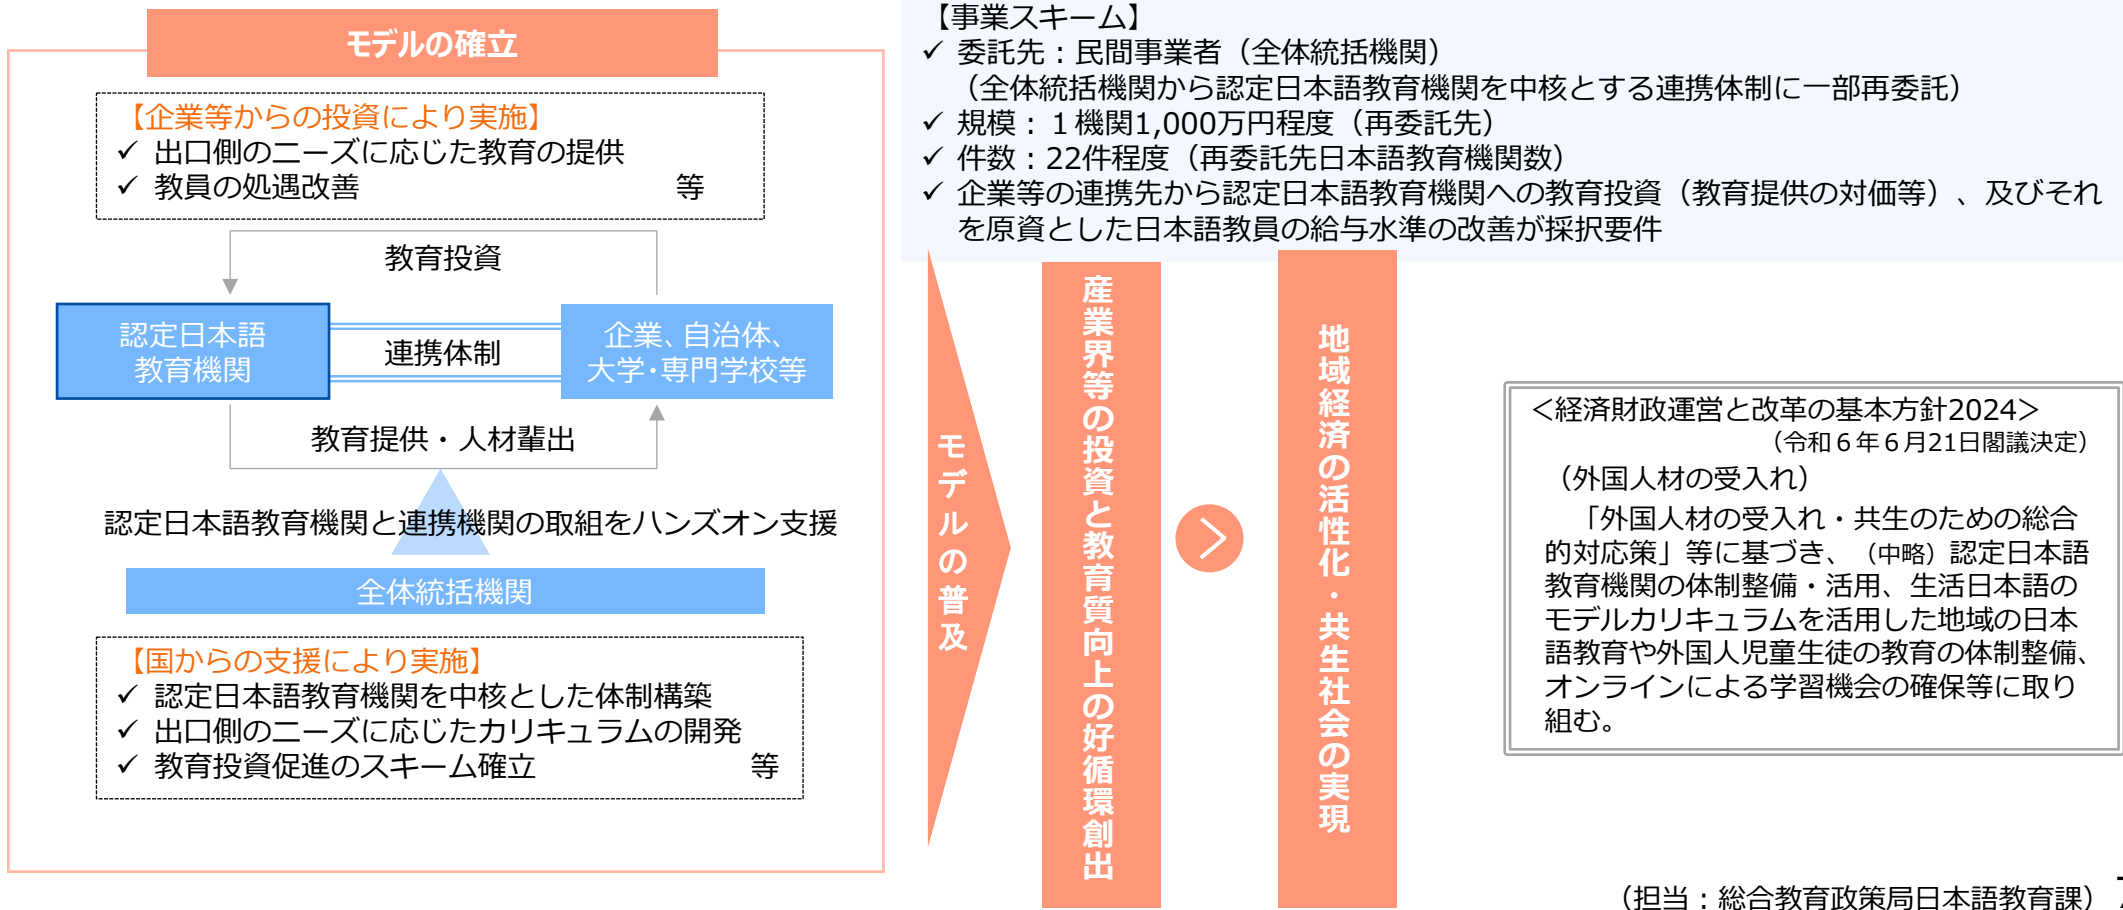 モデルの確立
【企業等からの投資により実施】
✓ 出口側のニーズに応じた教育の提供
✓ 教員の処遇改善 等
教育投資
認定日本語
教育機関
連携体制
企業、自治体、
大学・専門学校等
教育提供・人材輩出
認定日本語教育機関と連携機関の取組をハンズオン支援
全体統括機関
【国からの支援により実施】
✓ 認定日本語教育機関を中核とした体制構築
✓ 出口側のニーズに応じたカリキュラムの開発
✓ 教育投資促進のスキーム確立 等
【事業スキーム】
✓ 委託先：民間事業者（全体統括機関）
（全体統括機関から認定日本語教育機関を中核とする連携体制に一部再委託）
✓ 規模：１機関1,000万円程度（再委託先）
✓ 件数：22件程度（再委託先日本語教育機関数）
✓ 企業等の連携先から認定日本語教育機関への教育投資（教育提供の対価等）、及びそれ
を原資とした日本語教員の給与水準の改善が採択要件
モデルの普及
産業界等の投資と教育質向上の好循環創出
地域経済の活性化・共生社会の実現
＜経済財政運営と改革の基本方針2024＞
（令和６年６月21日閣議決定）
（外国人材の受入れ）
「外国人材の受入れ・共生のための総合
的対応策」等に基づき、（中略）認定日本語
教育機関の体制整備・活用、生活日本語の
モデルカリキュラムを活用した地域の日本
語教育や外国人児童生徒の教育の体制整備、
オンラインによる学習機会の確保等に取り
組む。
（担当：総合教育政策局日本語教育課）